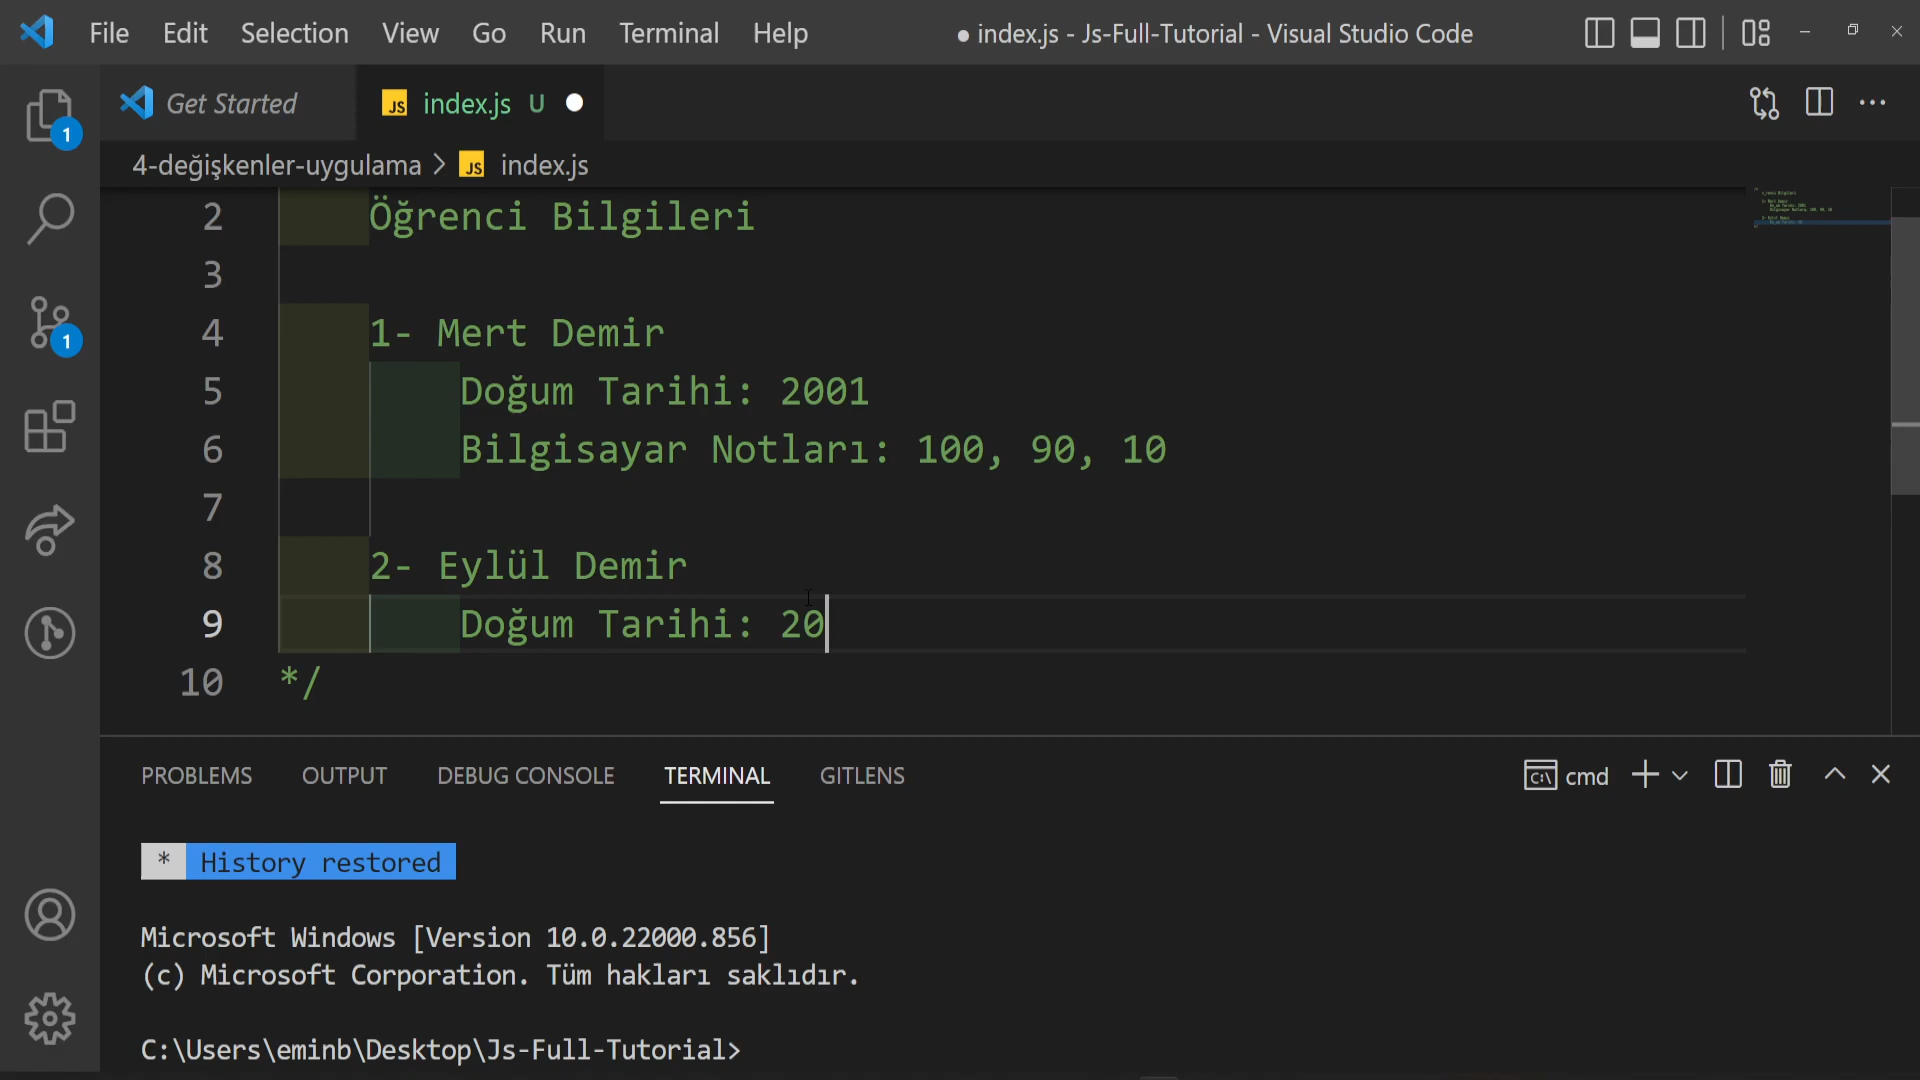 File Edit Selection View Go Run Terminal Help ● index.js - Js-Full-Tutorial - Visual Studio Code
Get Started JS index.js U
4-değişkenler-uygulama > JS index.js
2 Öğrenci Bilgileri
3
4 1- Mert Demir
5 Doğum Tarihi: 2001
6 Bilgisayar Notları: 100, 90, 10
7
8 2- Eylül Demir
9 Doğum Tarihi: 20
10 */
1
1
PROBLEMS OUTPUT DEBUG CONSOLE TERMINAL GITLENS cmd
* History restored
Microsoft Windows [Version 10.0.22000.856]
(c) Microsoft Corporation. Tüm hakları saklıdır.
C:\Users\eminb\Desktop\Js-Full-Tutorial>